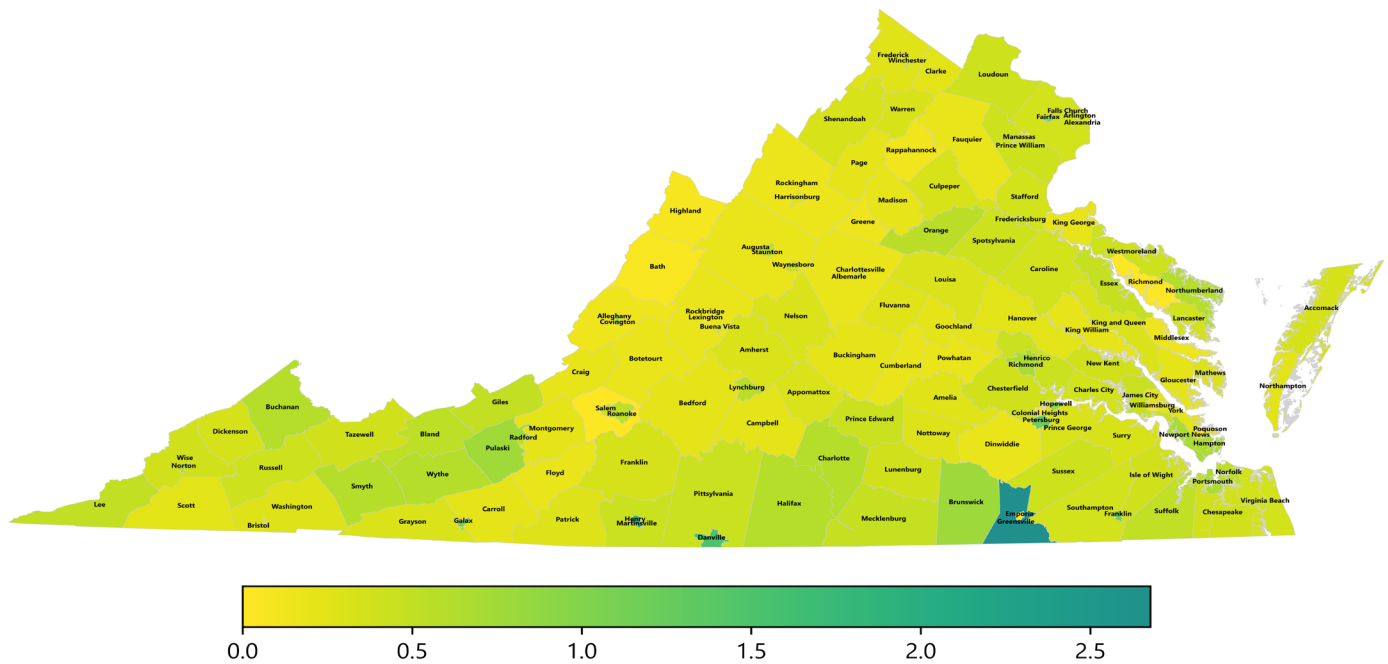 Frederick
Winchester
Clarke
Loudoun
Warren
Shenandoah
Falls Church
Fairfax
Arlington
Alexandria
Manassas
Prince William
Fauquier
Rappahannock
Page
Rockingham
Harrisonburg
Culpeper
Madison
Stafford
Highland
Greene
Fredericksburg
King George
Orange
Spotsylvania
Augusta
Staunton
Westmoreland
Bath
Waynesboro
Charlottesville
Albemarle
Louisa
Caroline
Essex
Richmond
Northumberland
Alleghany
Covington
Rockbridge
Lexington
Buena Vista
Nelson
Fluvanna
Goochland
Hanover
King and Queen
King William
Lancaster
Accomack
Middlesex
Amherst
Botetourt
Buckingham
Cumberland
Powhatan
Henrico
Richmond
New Kent
Craig
Mathews
Gloucester
Northampton
Lynchburg
Appomattox
Chesterfield
Charles City
James City
Bedford
Amelia
Hopewell
Williamsburg
York
Giles
Salem
Roanoke
Buchanan
Colonial Heights
Petersburg
Prince George
Prince Edward
Campbell
Dickenson
Tazewell
Bland
Montgomery
Radford
Pulaski
Nottoway
Dinwiddie
Surry
Poquoson
Newport News
Hampton
Wise
Norton
Russell
Wythe
Floyd
Franklin
Charlotte
Lunenburg
Sussex
Isle of Wight
Norfolk
Portsmouth
Smyth
Pittsylvania
Halifax
Brunswick
Virginia Beach
Lee
Scott
Washington
Carroll
Southampton
Suffolk
Chesapeake
Bristol
Grayson
Galax
Patrick
Henry
Martinsville
Danville
Mecklenburg
Emporia
Greensville
Franklin
0.0 0.5 1.0 1.5 2.0 2.5